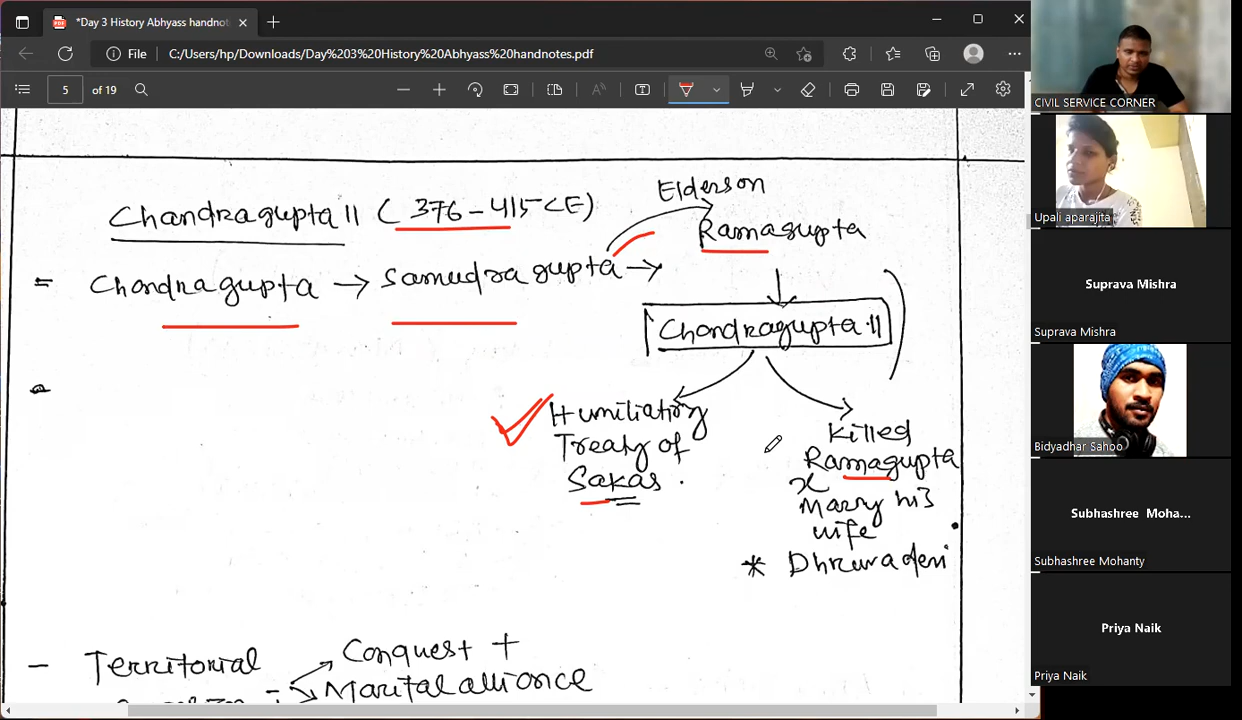 *Day 3 History Abhyass handnote
File C:/Users/hp/Downloads/Day%203%20History%20Abhyass%20handnotes.pdf
5 of 19
Elderson
Chandragupta II (376-415 CE)
Ramagupta
= Chandragupta → Samudragupta →
Chandragupta II
Humiliating
Treaty of
Sakas.
Killed
Ramagupta
Marry his
wife
* Dhruvadevi
- Territorial
Conquest +
Marital alliance
CIVIL SERVICE CORNER
Upali aparajita
Suprava Mishra
Suprava Mishra
Bidyadhar Sahoo
Subhashree Moha...
Subhashree Mohanty
Priya Naik
Priya Naik